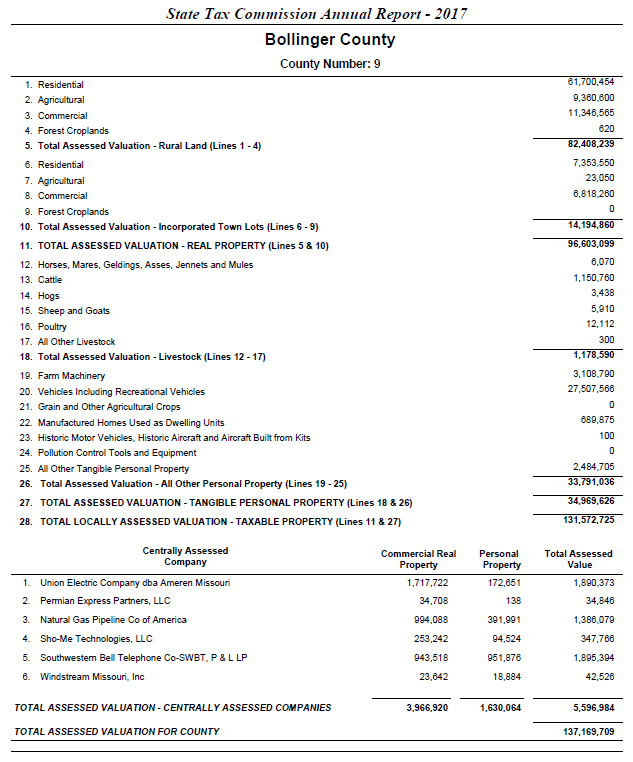 State Tax Commission Annual Report - 2017
Bollinger County
County Number: 9
1. Residential 61,700,454
2. Agricultural 9,360,600
3. Commercial 11,346,565
4. Forest Croplands 620
5. Total Assessed Valuation - Rural Land (Lines 1 - 4) 82,408,239
6. Residential 7,353,550
7. Agricultural 23,050
8. Commercial 6,818,260
9. Forest Croplands 0
10. Total Assessed Valuation - Incorporated Town Lots (Lines 6 - 9) 14,194,860
11. TOTAL ASSESSED VALUATION - REAL PROPERTY (Lines 5 & 10) 96,603,099
12. Horses, Mares, Geldings, Asses, Jennets and Mules 6,070
13. Cattle 1,150,760
14. Hogs 3,438
15. Sheep and Goats 5,910
16. Poultry 12,112
17. All Other Livestock 300
18. Total Assessed Valuation - Livestock (Lines 12 - 17) 1,178,590
19. Farm Machinery 3,108,790
20. Vehicles Including Recreational Vehicles 27,507,566
21. Grain and Other Agricultural Crops 0
22. Manufactured Homes Used as Dwelling Units 689,875
23. Historic Motor Vehicles, Historic Aircraft and Aircraft Built from Kits 100
24. Pollution Control Tools and Equipment 0
25. All Other Tangible Personal Property 2,484,705
26. Total Assessed Valuation - All Other Personal Property (Lines 19 - 25) 33,791,036
27. TOTAL ASSESSED VALUATION - TANGIBLE PERSONAL PROPERTY (Lines 18 & 26) 34,969,626
28. TOTAL LOCALLY ASSESSED VALUATION - TAXABLE PROPERTY (Lines 11 & 27) 131,572,725
Centrally Assessed Commercial Real Personal Total Assessed
Company Property Property Value
1. Union Electric Company dba Ameren Missouri 1,717,722 172,651 1,890,373
2. Permian Express Partners, LLC 34,708 138 34,846
3. Natural Gas Pipeline Co of America 994,088 391,991 1,386,079
4. Sho-Me Technologies, LLC 253,242 94,524 347,766
5. Southwestern Bell Telephone Co-SWBT, P & L LP 943,518 951,876 1,895,394
6. Windstream Missouri, Inc 23,642 18,884 42,526
TOTAL ASSESSED VALUATION - CENTRALLY ASSESSED COMPANIES 3,966,920 1,630,064 5,596,984
TOTAL ASSESSED VALUATION FOR COUNTY 137,169,709